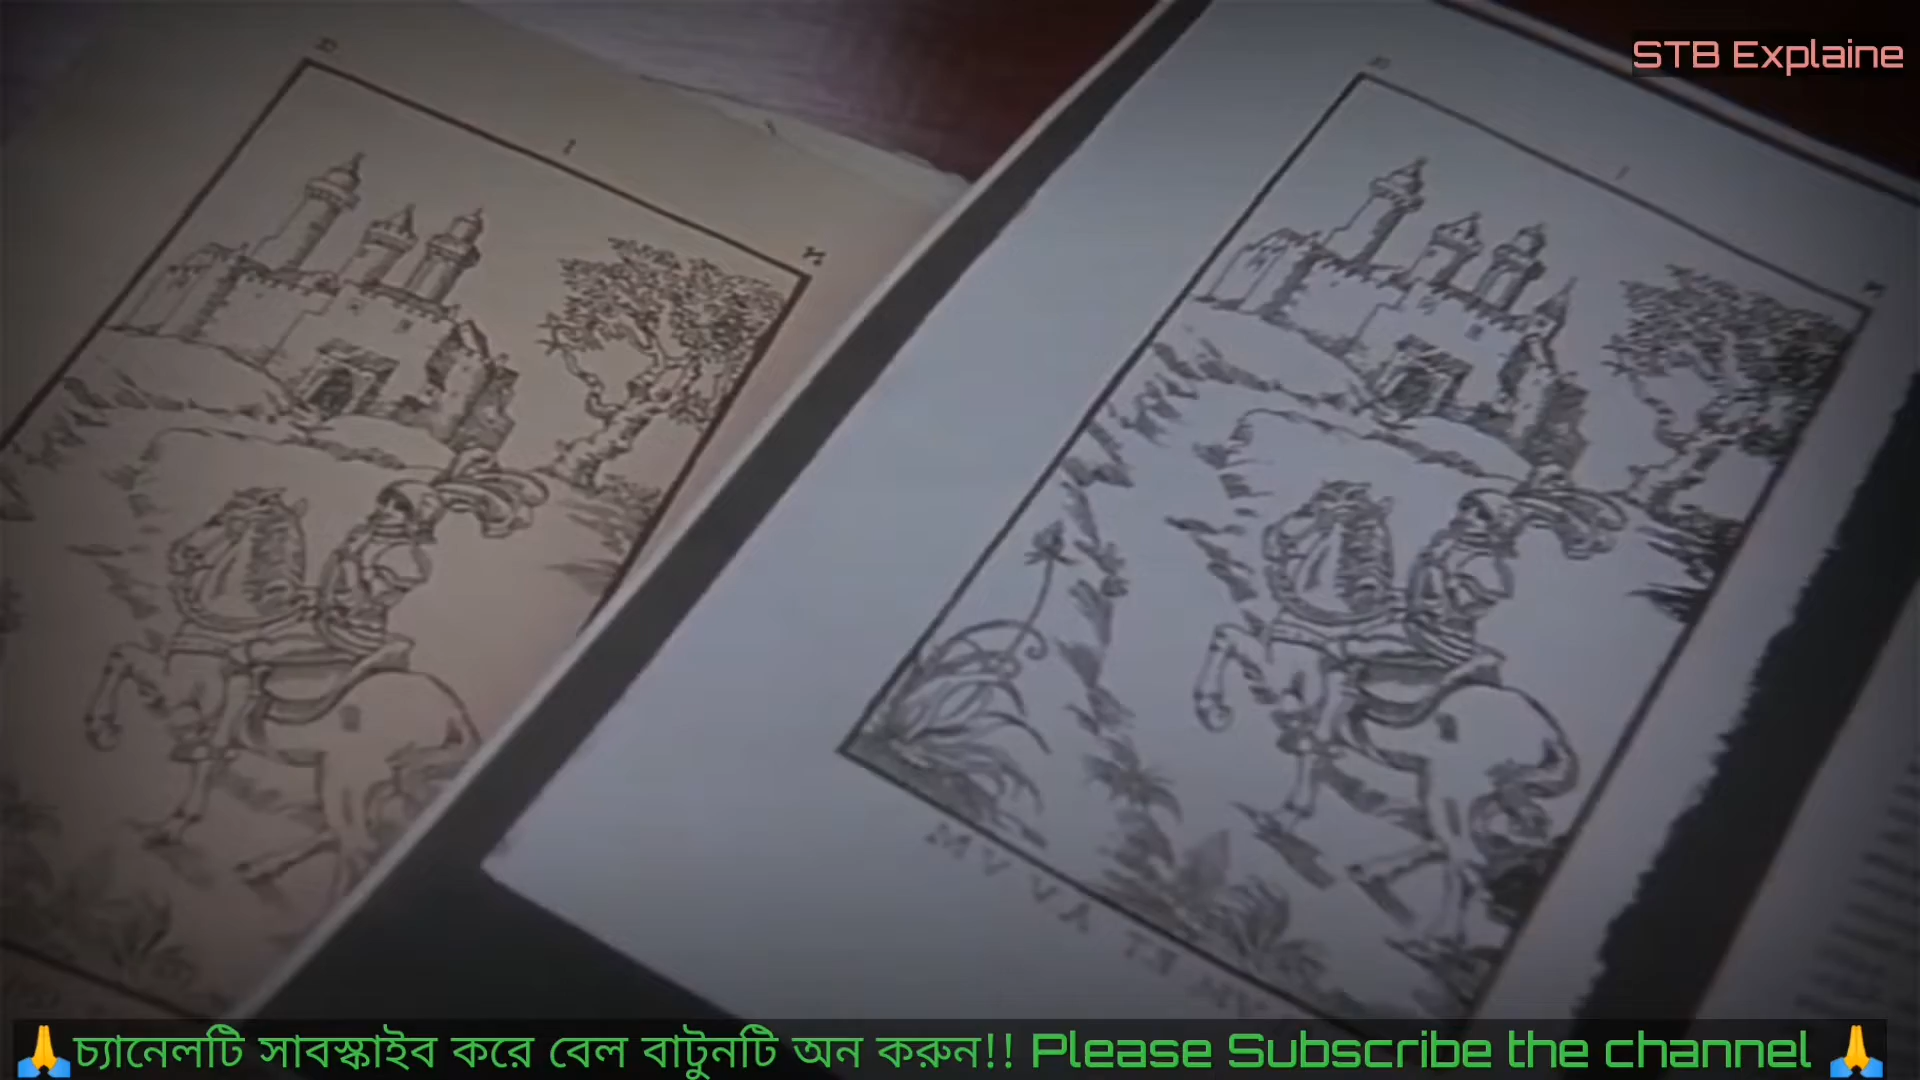 STB Explaine
I
🙏চ্যানেলটি সাবস্কাইব করে বেল বাটুনটি অন করুন!! Please Subscribe the channel 🙏